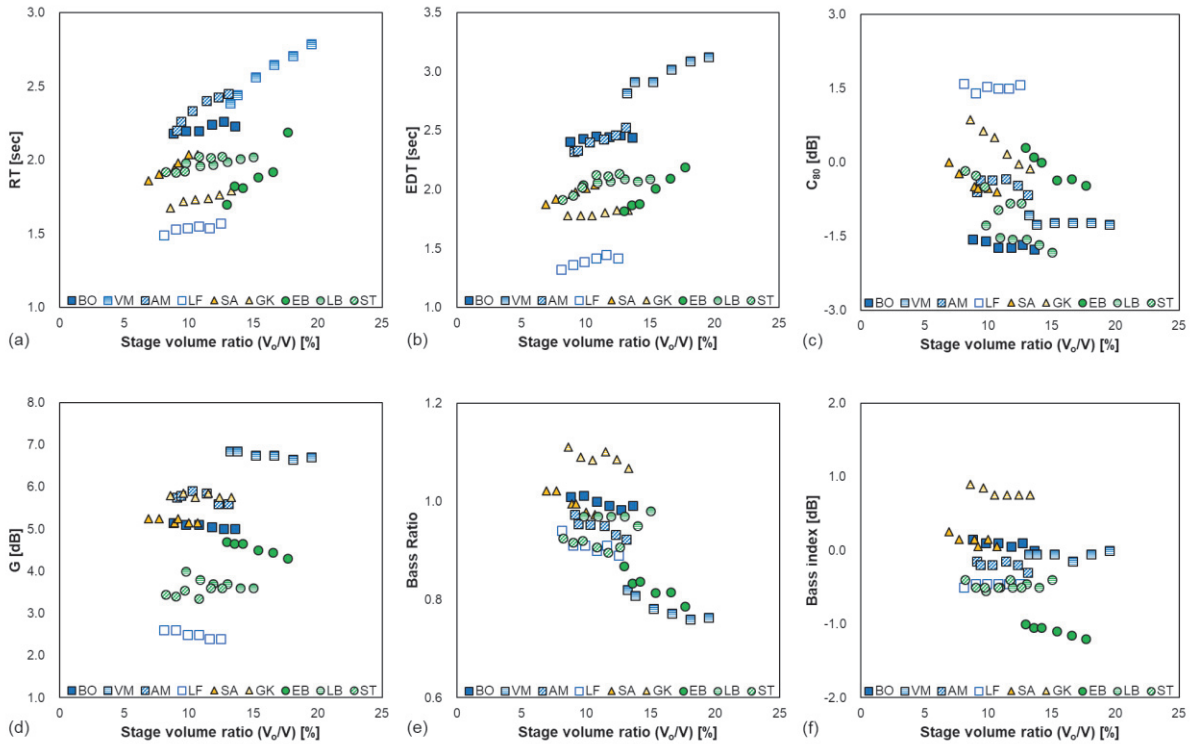 3.0
2.5
2.0
1.5
1.0
RT [sec]
BO VM AM LF SA GK EB LB ST
0 5 10 15 20 25
(a) Stage volume ratio (Vo/V) [%]
3.5
3.0
2.5
2.0
1.5
1.0
EDT [sec]
BO VM AM LF SA GK EB LB ST
0 5 10 15 20 25
(b) Stage volume ratio (Vo/V) [%]
3.0
1.5
0.0
-1.5
-3.0
C80 [dB]
BO VM AM LF SA GK EB LB ST
0 5 10 15 20 25
(c) Stage volume ratio (Vo/V) [%]
8.0
7.0
6.0
5.0
4.0
3.0
2.0
1.0
G [dB]
BO VM AM LF SA GK EB LB ST
0 5 10 15 20 25
(d) Stage volume ratio (Vo/V) [%]
1.2
1.0
0.8
0.6
Bass Ratio
BO VM AM LF SA GK EB LB ST
0 5 10 15 20 25
(e) Stage volume ratio (Vo/V) [%]
2.0
1.0
0.0
-1.0
-2.0
Bass index [dB]
BO VM AM LF SA GK EB LB ST
0 5 10 15 20 25
(f) Stage volume ratio (Vo/V) [%]